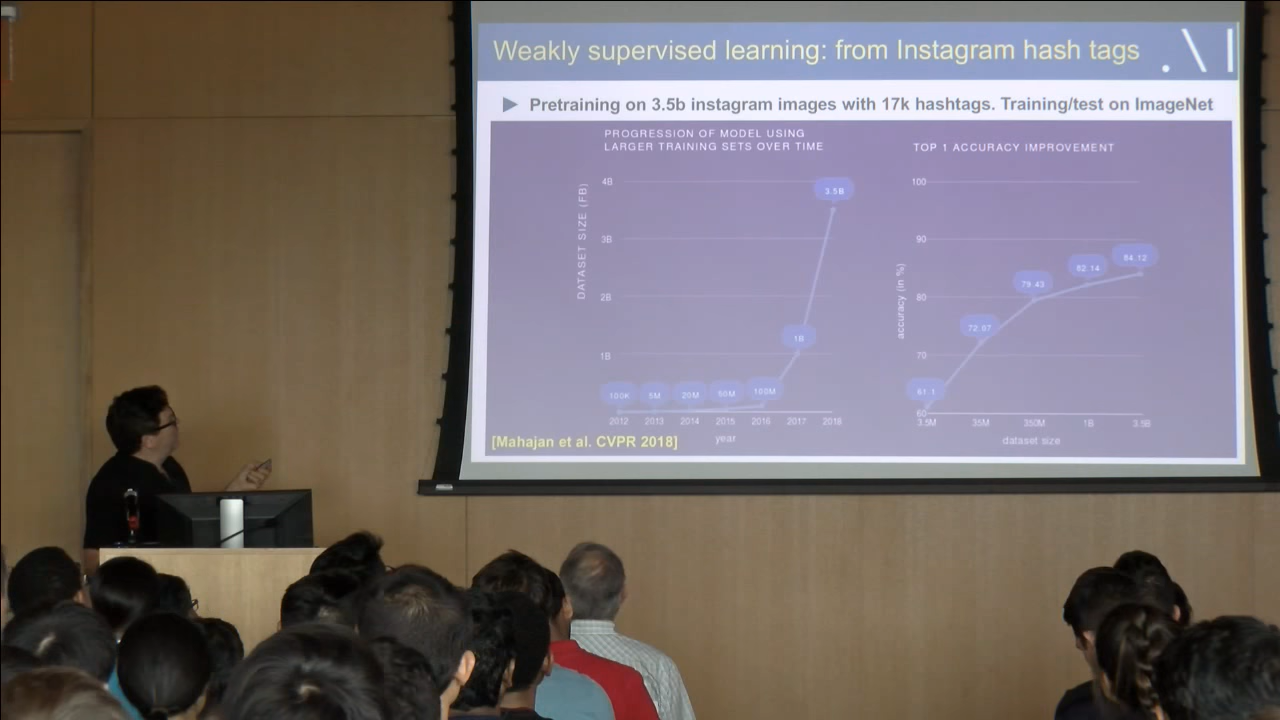 Weakly supervised learning: from Instagram hash tags
Pretraining on 3.5b instagram images with 17k hashtags. Training/test on ImageNet
PROGRESSION OF MODEL USING
LARGER TRAINING SETS OVER TIME
DATASET SIZE (FB)
4B
3B
2B
1B
100K
5M
20M
50M
100M
1B
3.5B
2012 2013 2014 2015 2016 2017 2018
year
TOP 1 ACCURACY IMPROVEMENT
accuracy (in %)
100
90
80
70
60
61.1
72.87
79.43
82.14
84.12
3.5M 35M 350M 1B 3.5B
dataset size
[Mahajan et al. CVPR 2018]